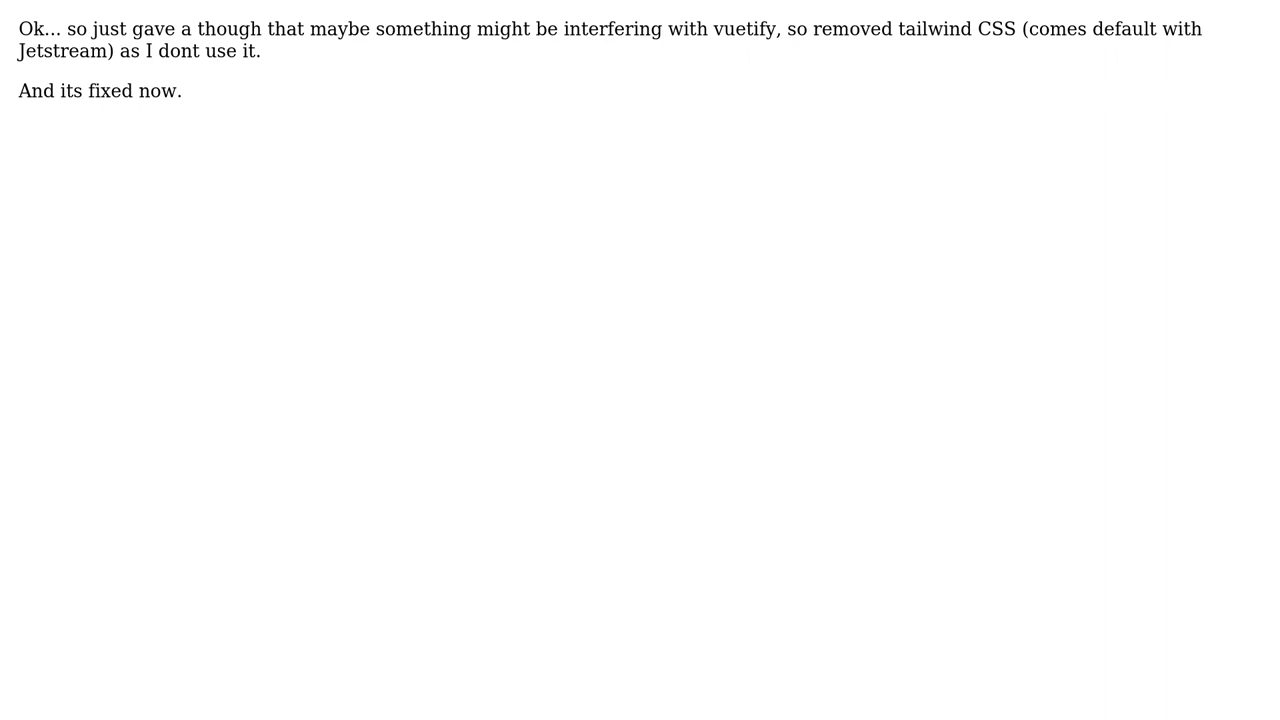 Ok... so just gave a though that maybe something might be interfering with vuetify, so removed tailwind CSS (comes default with
Jetstream) as I dont use it.
And its fixed now.